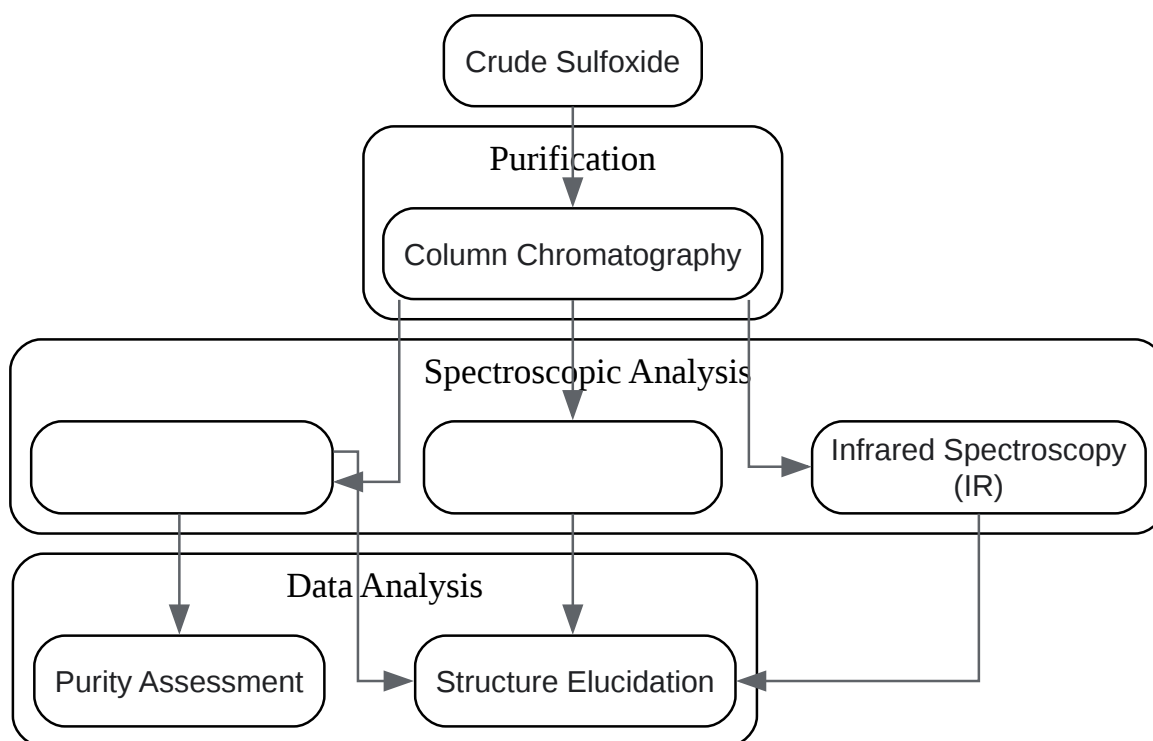 Crude Sulfoxide
Purification
Column Chromatography
Spectroscopic Analysis
Infrared Spectroscopy
(IR)
Data Analysis
Purity Assessment
Structure Elucidation